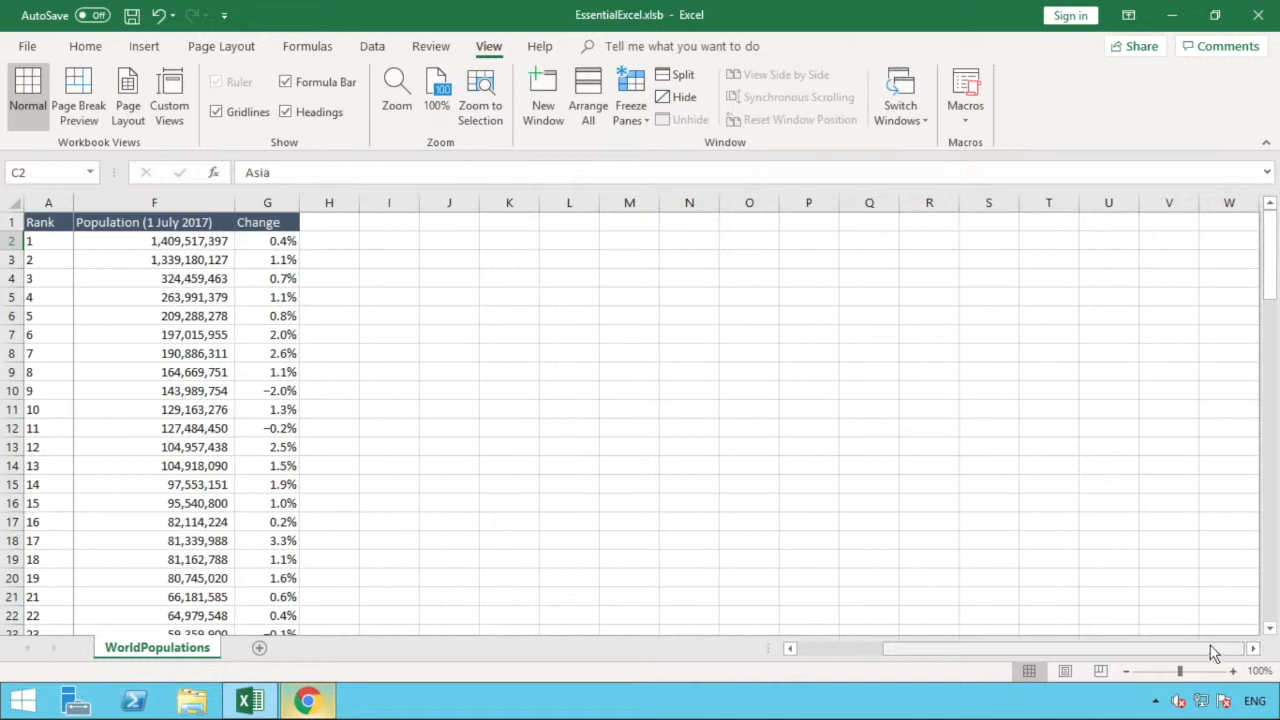 AutoSave Off EssentialExcel.xlsb - Excel Sign in
File Home Insert Page Layout Formulas Data Review View Help Tell me what you want to do Share Comments
Normal Page Break Preview Page Layout Custom Views
Workbook Views
Ruler Formula Bar
Gridlines Headings
Show
Zoom 100 100% Zoom to Selection
Zoom
New Window Arrange All Freeze Panes
Split
Hide
Unhide
View Side by Side
Synchronous Scrolling
Reset Window Position
Switch Windows
Window
Macros
Macros
C2 fx Asia
A F G H I J K L M N O P Q R S T U V W
1 Rank Population (1 July 2017) Change
2 1 1,409,517,397 0.4%
3 2 1,339,180,127 1.1%
4 3 324,459,463 0.7%
5 4 263,991,379 1.1%
6 5 209,288,278 0.8%
7 6 197,015,955 2.0%
8 7 190,886,311 2.6%
9 8 164,669,751 1.1%
10 9 143,989,754 −2.0%
11 10 129,163,276 1.3%
12 11 127,484,450 −0.2%
13 12 104,957,438 2.5%
14 13 104,918,090 1.5%
15 14 97,553,151 1.9%
16 15 95,540,800 1.0%
17 16 82,114,224 0.2%
18 17 81,339,988 3.3%
19 18 81,162,788 1.1%
20 19 80,745,020 1.6%
21 21 66,181,585 0.6%
22 22 64,979,548 0.4%
23 23 59,359,900 −0.1%
WorldPopulations
100%
ENG